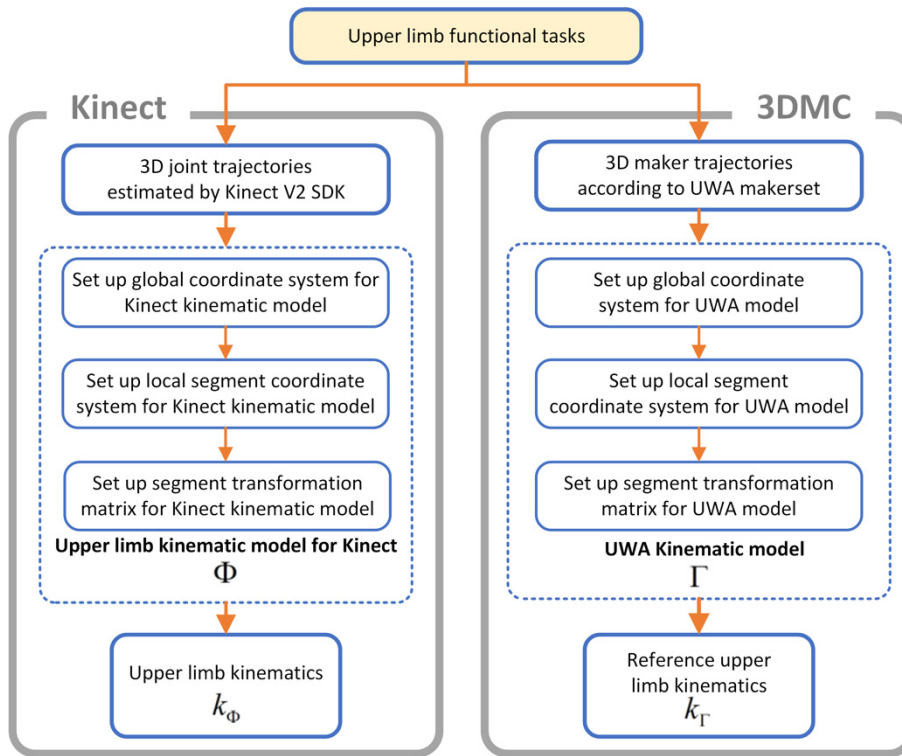 Upper limb functional tasks
Kinect
3D joint trajectories
estimated by Kinect V2 SDK
Set up global coordinate system for
Kinect kinematic model
Set up local segment coordinate
system for Kinect kinematic model
Set up segment transformation
matrix for Kinect kinematic model
Upper limb kinematic model for Kinect
Φ
Upper limb kinematics
k_Φ
3DMC
3D maker trajectories
according to UWA makerset
Set up global coordinate
system for UWA model
Set up local segment
coordinate system for UWA model
Set up segment transformation
matrix for UWA model
UWA Kinematic model
Γ
Reference upper
limb kinematics
k_Γ